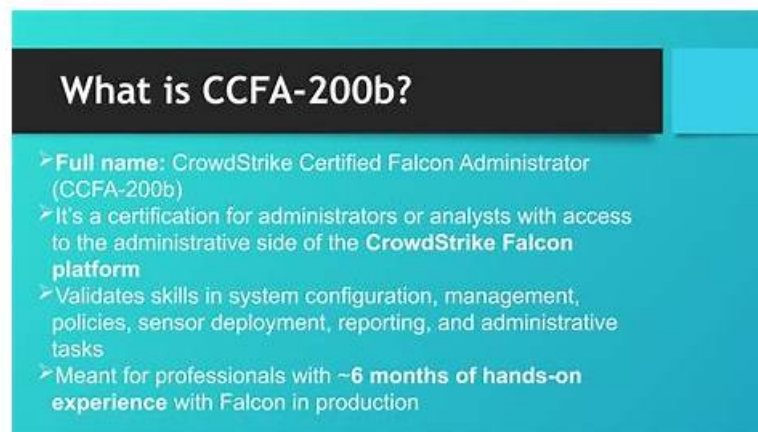 What is CCFA-200b?
➢Full name: CrowdStrike Certified Falcon Administrator
(CCFA-200b)
➢It's a certification for administrators or analysts with access
to the administrative side of the CrowdStrike Falcon
platform
➢Validates skills in system configuration, management,
policies, sensor deployment, reporting, and administrative
tasks
➢Meant for professionals with ~6 months of hands-on
experience with Falcon in production